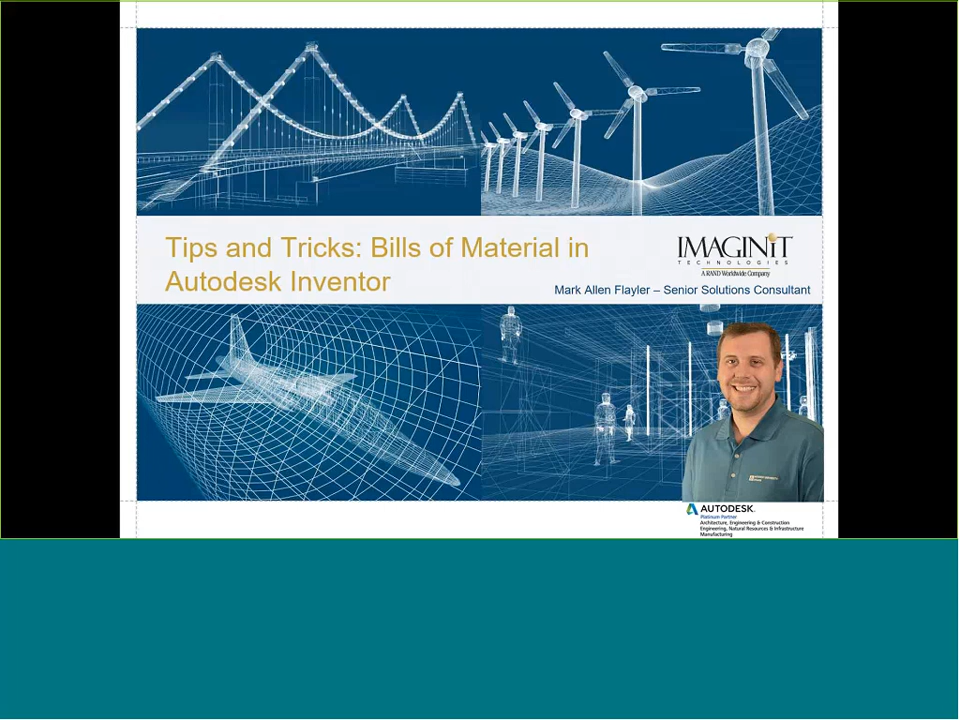 Tips and Tricks: Bills of Material in
Autodesk Inventor
IMAGINiT
TECHNOLOGIES
A RAND Worldwide Company
Mark Allen Flayler – Senior Solutions Consultant
AUTODESK.
Platinum Partner
Architecture, Engineering & Construction
Engineering, Natural Resources & Infrastructure
Manufacturing